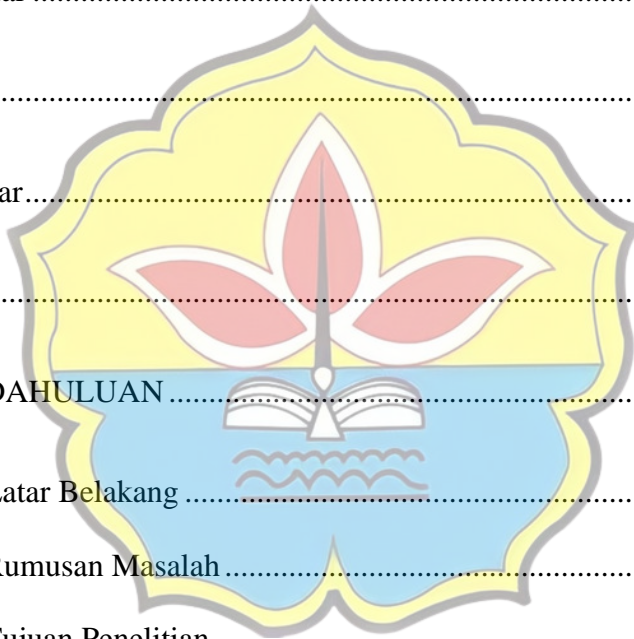 ...............................................................................
...............................................................................
ar...............................................................................
...............................................................................
DAHULUAN...............................................................................
Latar Belakang...............................................................................
Rumusan Masalah...............................................................................
Tujuan Penelitian